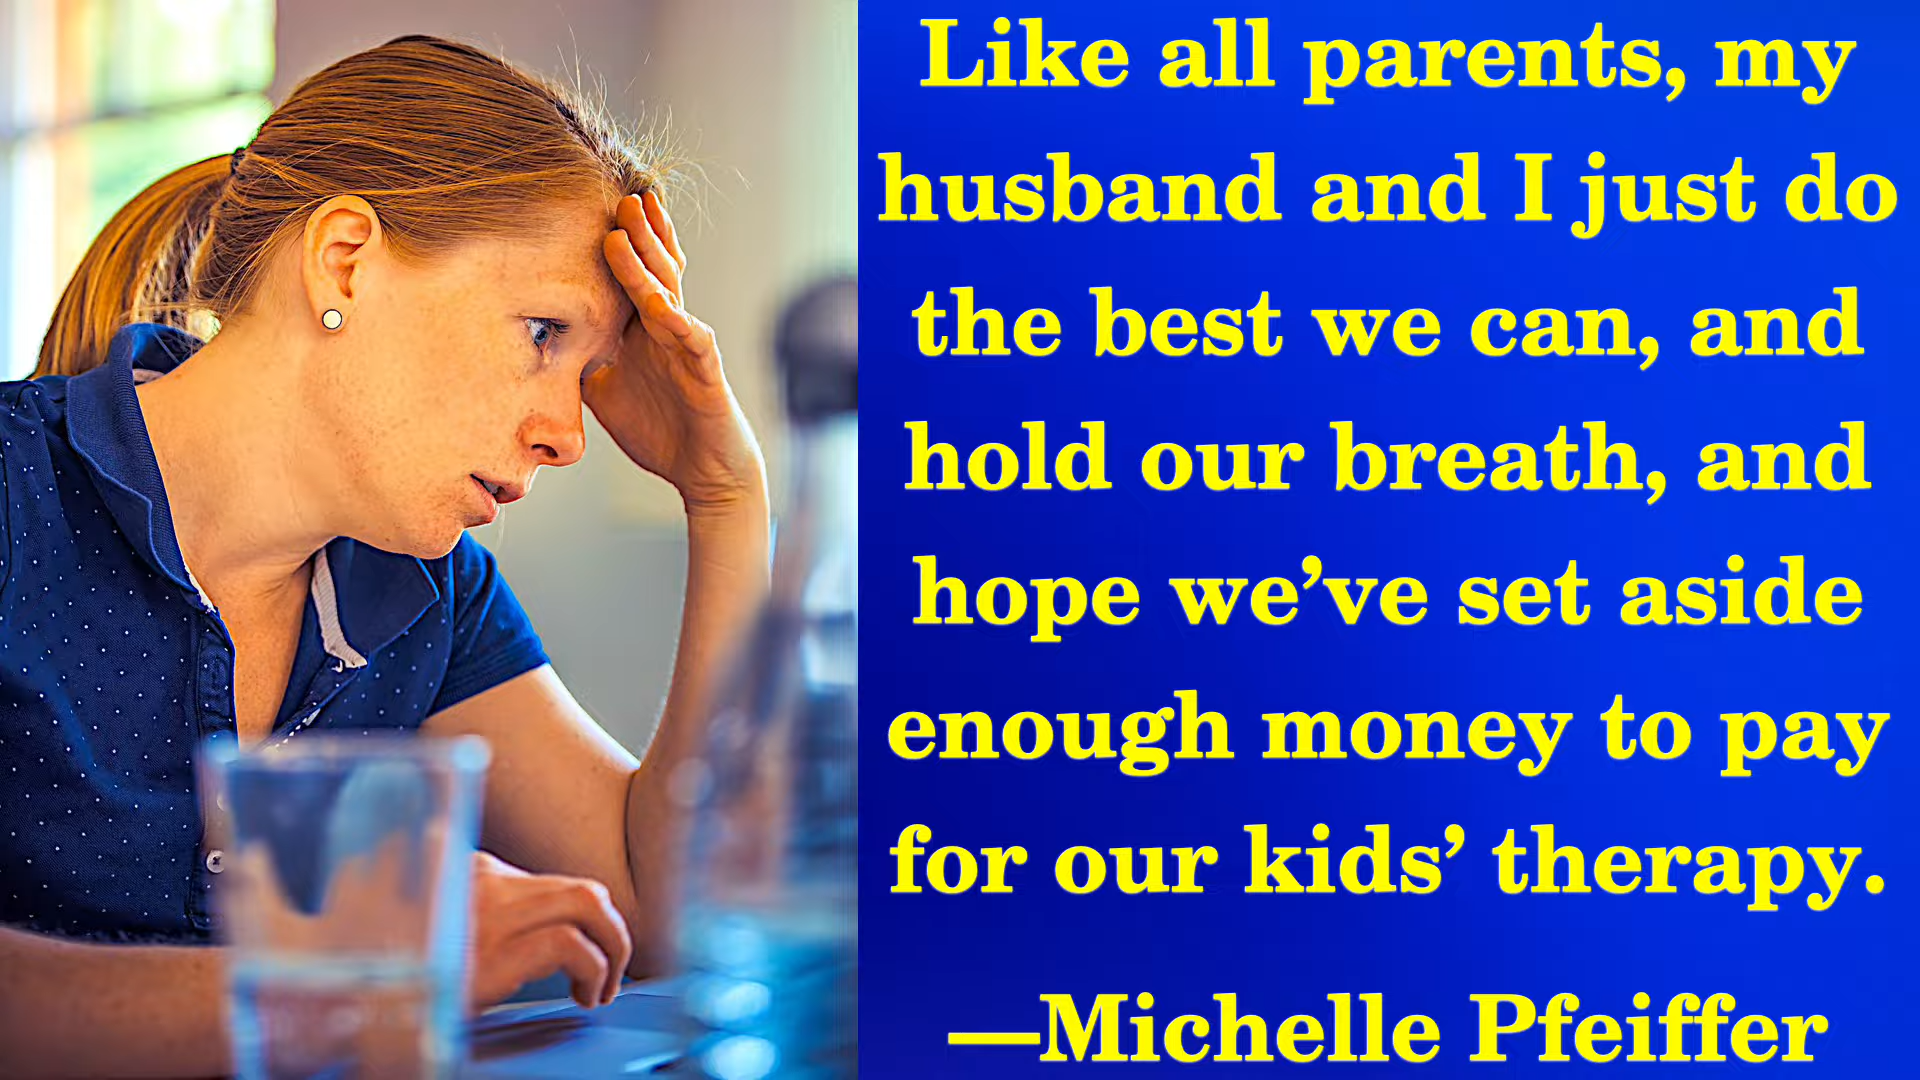 Like all parents, my
husband and I just do
the best we can, and
hold our breath, and
hope we’ve set aside
enough money to pay
for our kids’ therapy.
—Michelle Pfeiffer